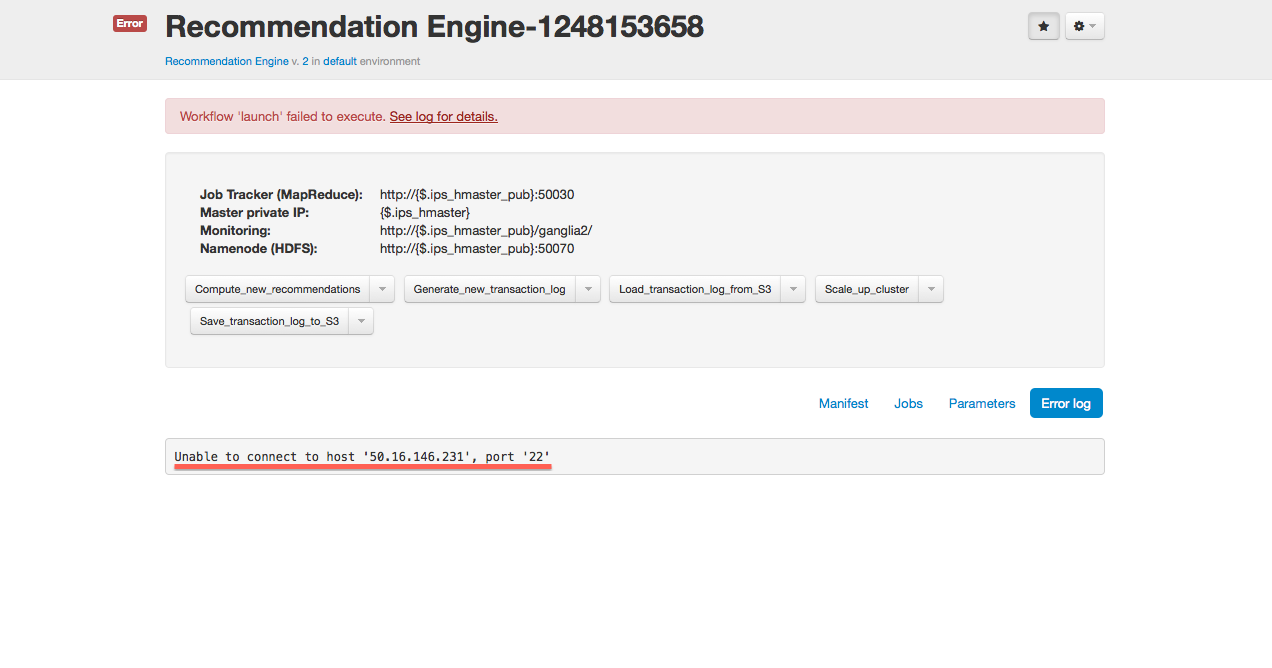 Error
Recommendation Engine-1248153658
Recommendation Engine v. 2 in default environment
Workflow 'launch' failed to execute. See log for details.
Job Tracker (MapReduce): http://{$.ips_hmaster_pub}:50030
Master private IP: {$.ips_hmaster}
Monitoring: http://{$.ips_hmaster_pub}/ganglia2/
Namenode (HDFS): http://{$.ips_hmaster_pub}:50070
Compute_new_recommendations Generate_new_transaction_log Load_transaction_log_from_S3 Scale_up_cluster
Save_transaction_log_to_S3
Manifest Jobs Parameters Error log
Unable to connect to host '50.16.146.231', port '22'